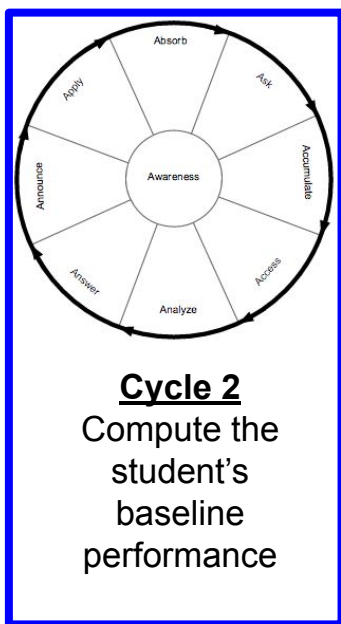 Absorb
Ask
Accumulate
Access
Analyze
Answer
Announce
Apply
Awareness
Cycle 2
Compute the
student’s
baseline
performance